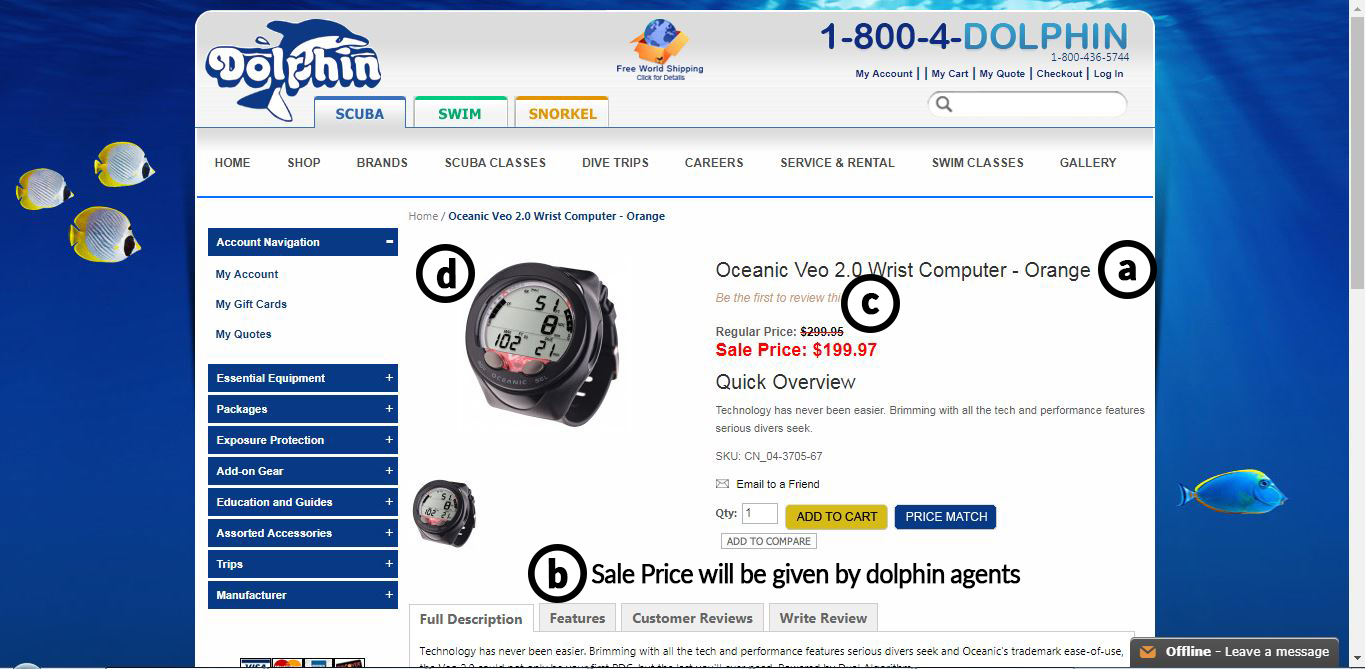 Dolphin
Free World Shipping
Click for Details
1-800-4-DOLPHIN
1-800-436-5744
My Account | | My Cart | My Quote | Checkout | Log In
SCUBA SWIM SNORKEL
HOME SHOP BRANDS SCUBA CLASSES DIVE TRIPS CAREERS SERVICE & RENTAL SWIM CLASSES GALLERY
Home / Oceanic Veo 2.0 Wrist Computer - Orange
Account Navigation -
My Account
My Gift Cards
My Quotes
Essential Equipment +
Packages +
Exposure Protection +
Add-on Gear +
Education and Guides +
Assorted Accessories +
Trips +
Manufacturer +
d
51
8
102 21
OCEANIC SEL
Oceanic Veo 2.0 Wrist Computer - Orange a
Be the first to review thi
c
Regular Price: $299.95
Sale Price: $199.97
Quick Overview
Technology has never been easier. Brimming with all the tech and performance features
serious divers seek.
SKU: CN_04-3705-67
Email to a Friend
Qty: 1 ADD TO CART PRICE MATCH
ADD TO COMPARE
b Sale Price will be given by dolphin agents
Full Description Features Customer Reviews Write Review
Technology has never been easier. Brimming with all the tech and performance features serious divers seek and Oceanic's trademark ease-of-use,
Offline - Leave a message